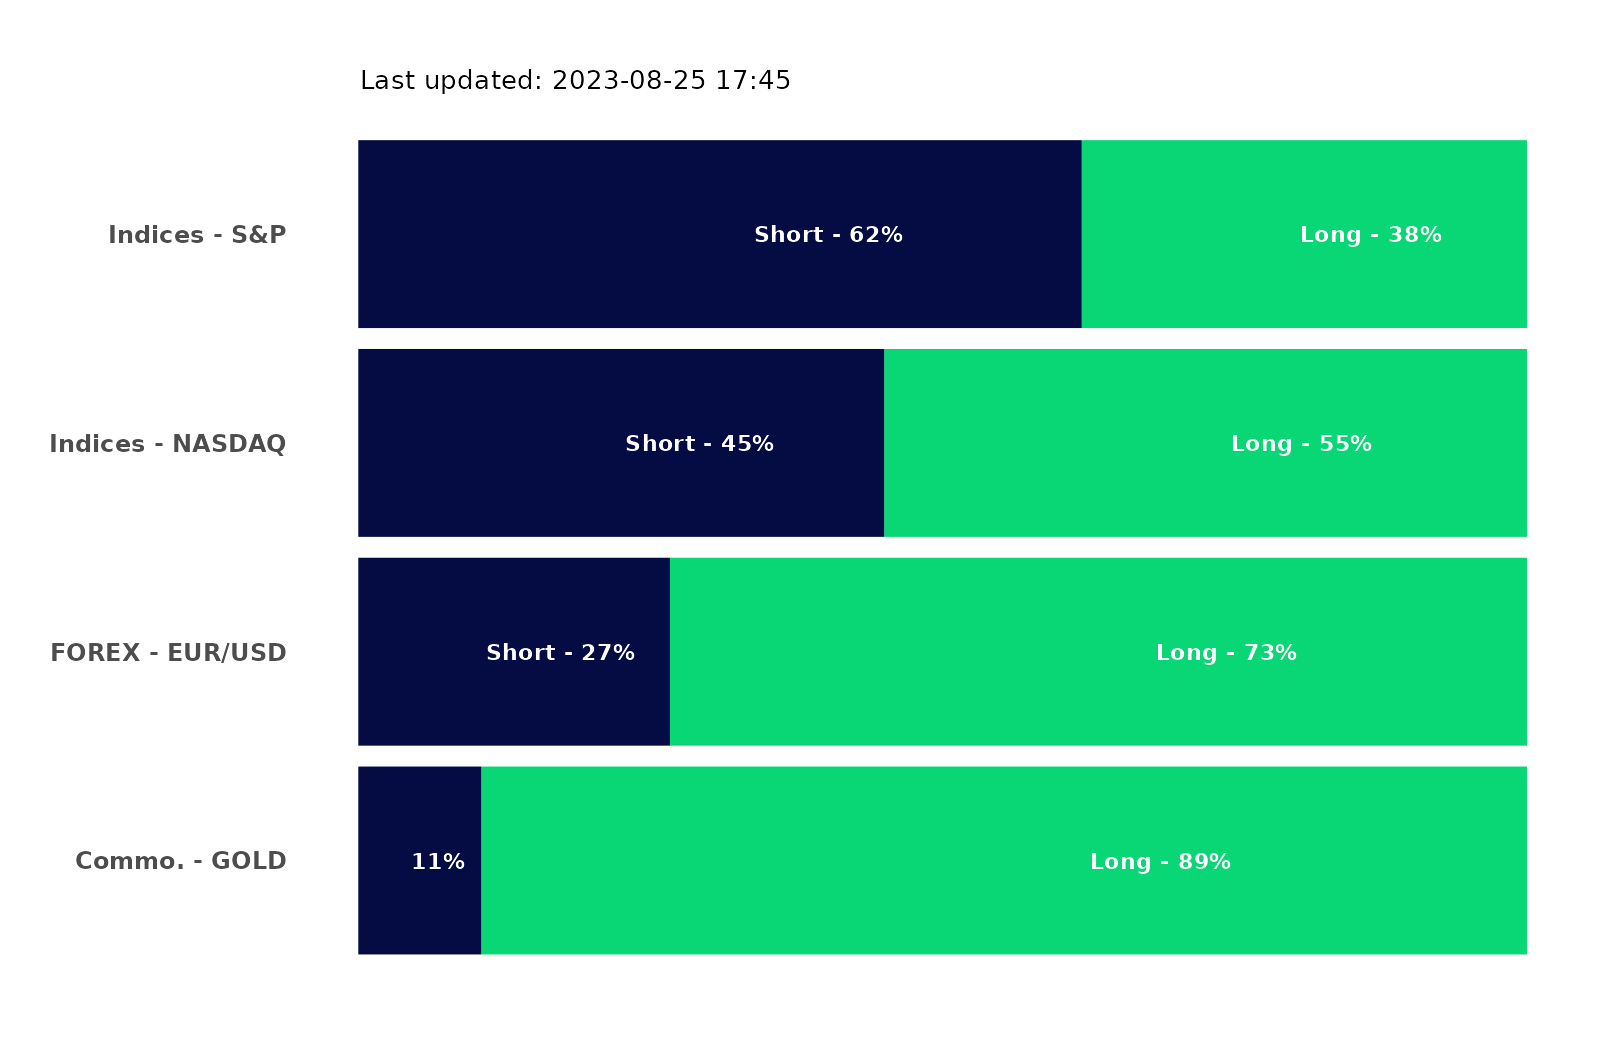 Last updated: 2023-08-25 17:45
Indices - S&P
Short - 62%
Long - 38%
Indices - NASDAQ
Short - 45%
Long - 55%
FOREX - EUR/USD
Short - 27%
Long - 73%
Commo. - GOLD
11%
Long - 89%